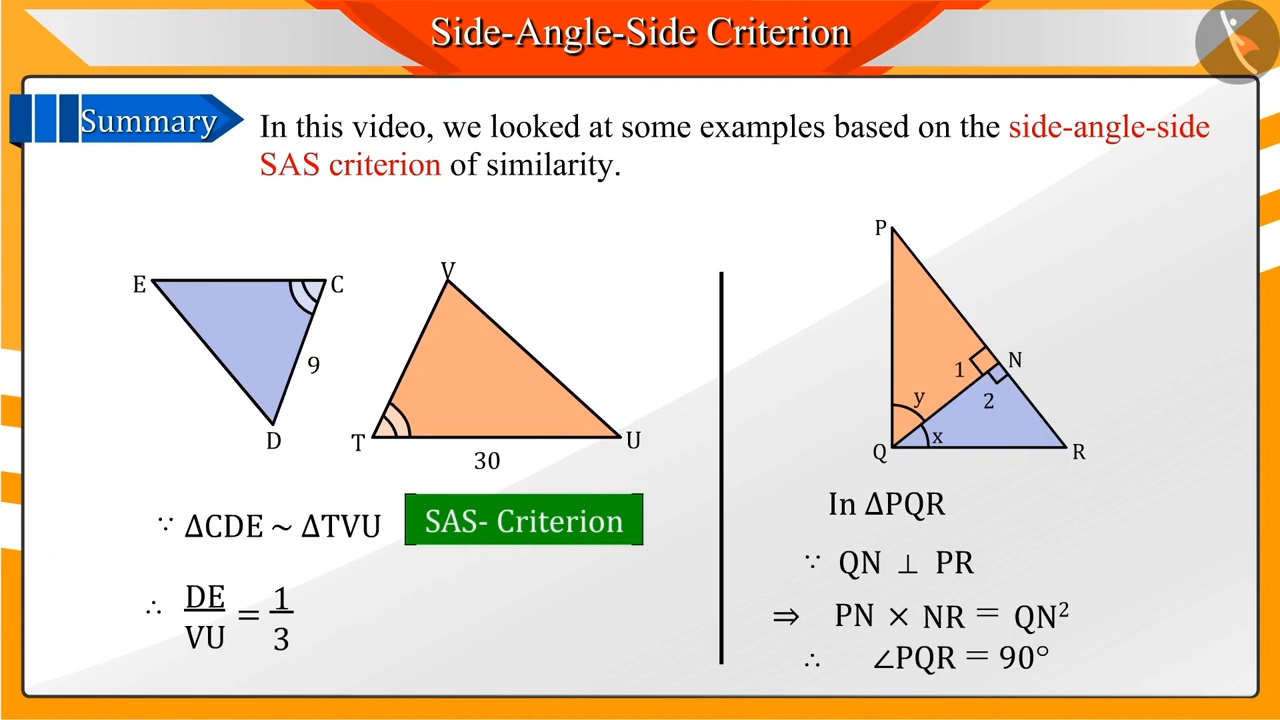 Side-Angle-Side Criterion
Summary
In this video, we looked at some examples based on the side-angle-side
SAS criterion of similarity.
E
C
9
D
V
T
U
30
∵ ΔCDE ~ ΔTVU
SAS- Criterion
∴ DE/VU = 1/3
P
N
1
2
y
x
Q
R
In ΔPQR
∵ QN ⊥ PR
⇒ PN × NR = QN²
∴ ∠PQR = 90°